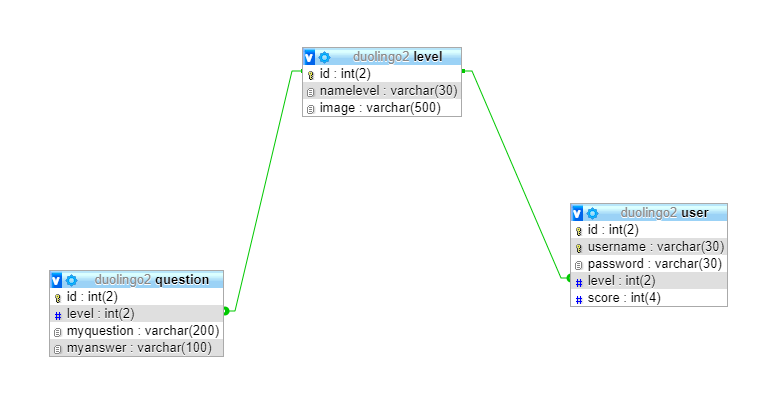 duolingo2 level
id : int(2)
namelevel : varchar(30)
image : varchar(500)
duolingo2 user
id : int(2)
username : varchar(30)
password : varchar(30)
level : int(2)
score : int(4)
duolingo2 question
id : int(2)
level : int(2)
myquestion : varchar(200)
myanswer : varchar(100)